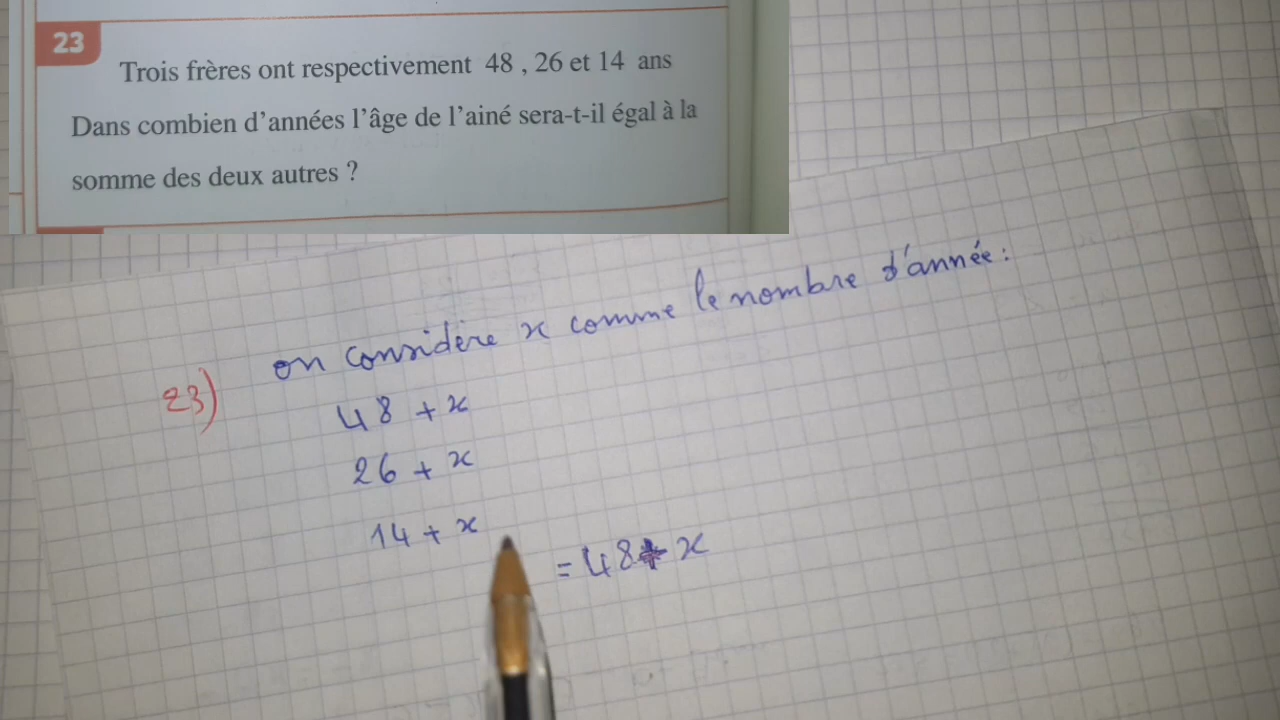 23
Trois frères ont respectivement 48 , 26 et 14 ans
Dans combien d'années l'âge de l'ainé sera-t-il égal à la
somme des deux autres ?
23) on considère x comme le nombre d'année :
48 + x
26 + x
14 + x
= 48 + x